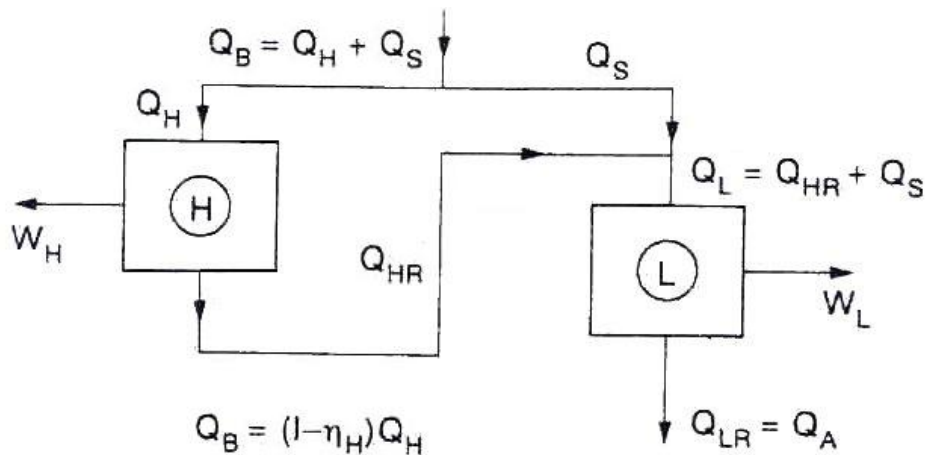 Q_B = Q_H + Q_S
Q_S
Q_H
H
W_H
Q_HR
Q_L = Q_HR + Q_S
L
W_L
Q_B = (I–η_H)Q_H
Q_LR = Q_A